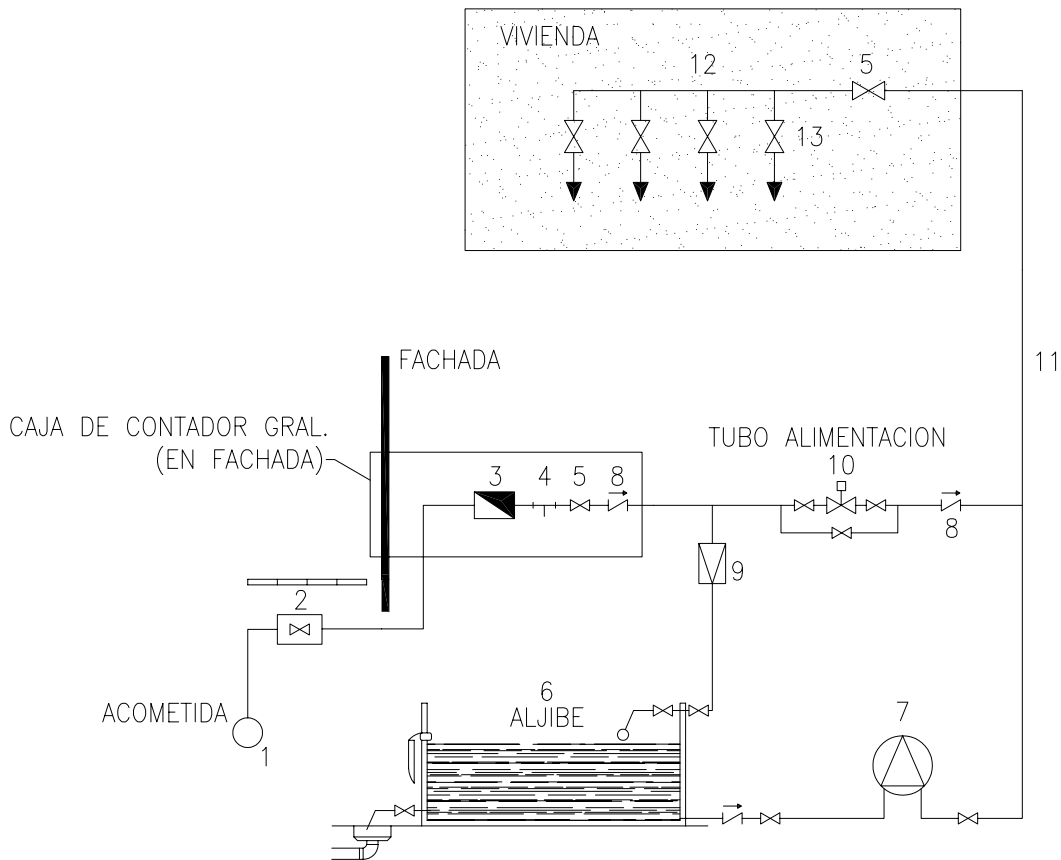 VIVIENDA
12
5
13
FACHADA
11
CAJA DE CONTADOR GRAL.
(EN FACHADA)
TUBO ALIMENTACION
10
3
4
5
8
8
9
2
6
ALJIBE
7
ACOMETIDA
1